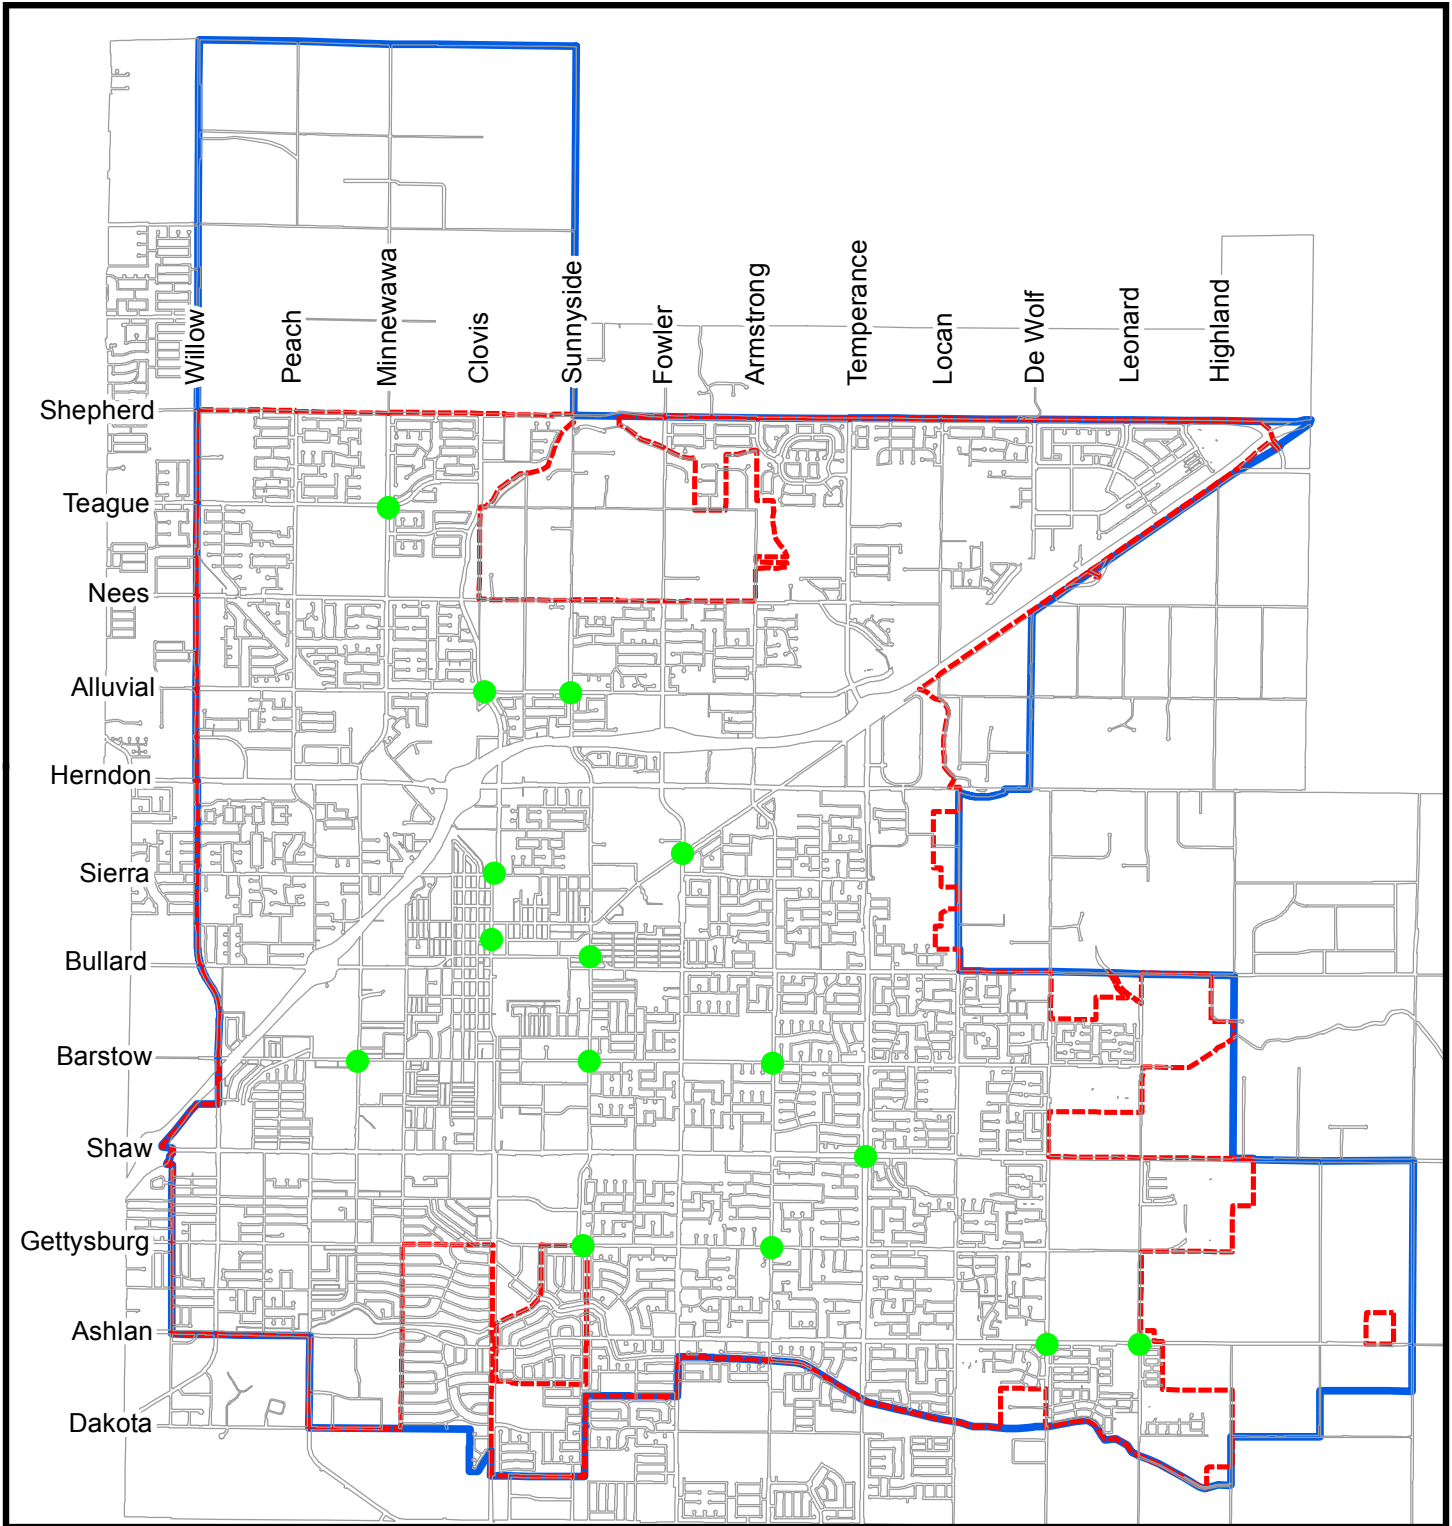 Willow
Peach
Minnewawa
Clovis
Sunnyside
Fowler
Armstrong
Temperance
Locan
De Wolf
Leonard
Highland
Shepherd
Teague
Nees
Alluvial
Herndon
Sierra
Bullard
Barstow
Shaw
Gettysburg
Ashlan
Dakota